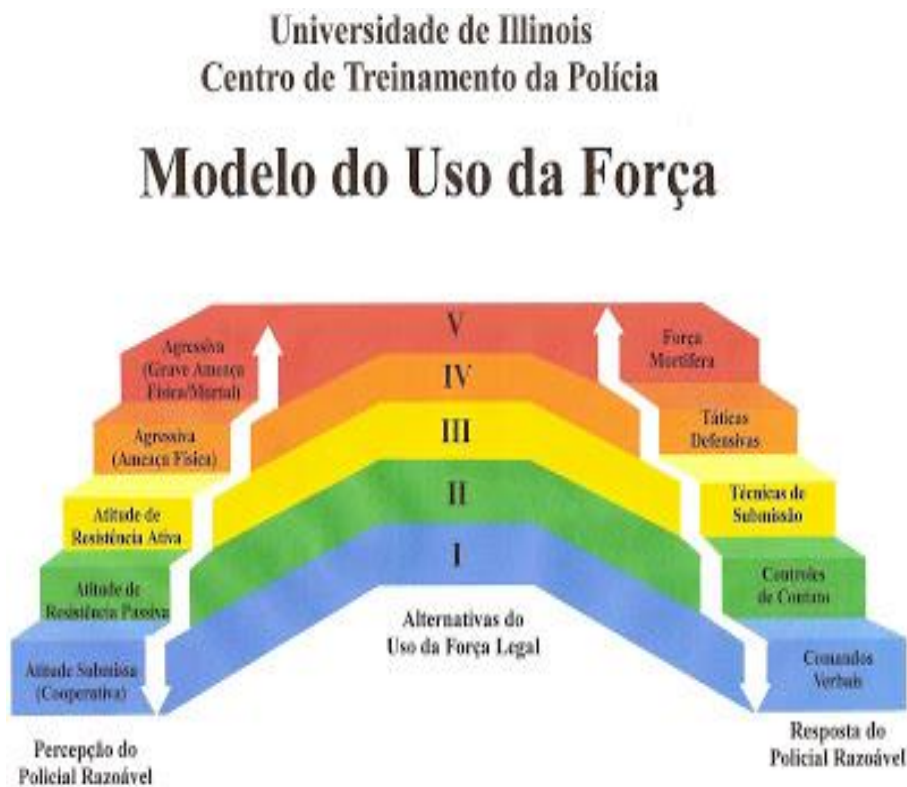 Universidade de Illinois
Centro de Treinamento da Polícia
Modelo do Uso da Força
V
IV
III
II
I
Agressiva
(Grave Ameaça
Física/Mortal)
Agressiva
(Ameaça Física)
Atitude de
Resistência Ativa
Atitude de
Resistência Passiva
Atitude Submissa
(Cooperativa)
Percepção do
Policial Razoável
Alternativas do
Uso da Força Legal
Força
Mortífera
Táticas
Defensivas
Técnicas de
Submissão
Controles
de Contato
Comandos
Verbais
Resposta do
Policial Razoável